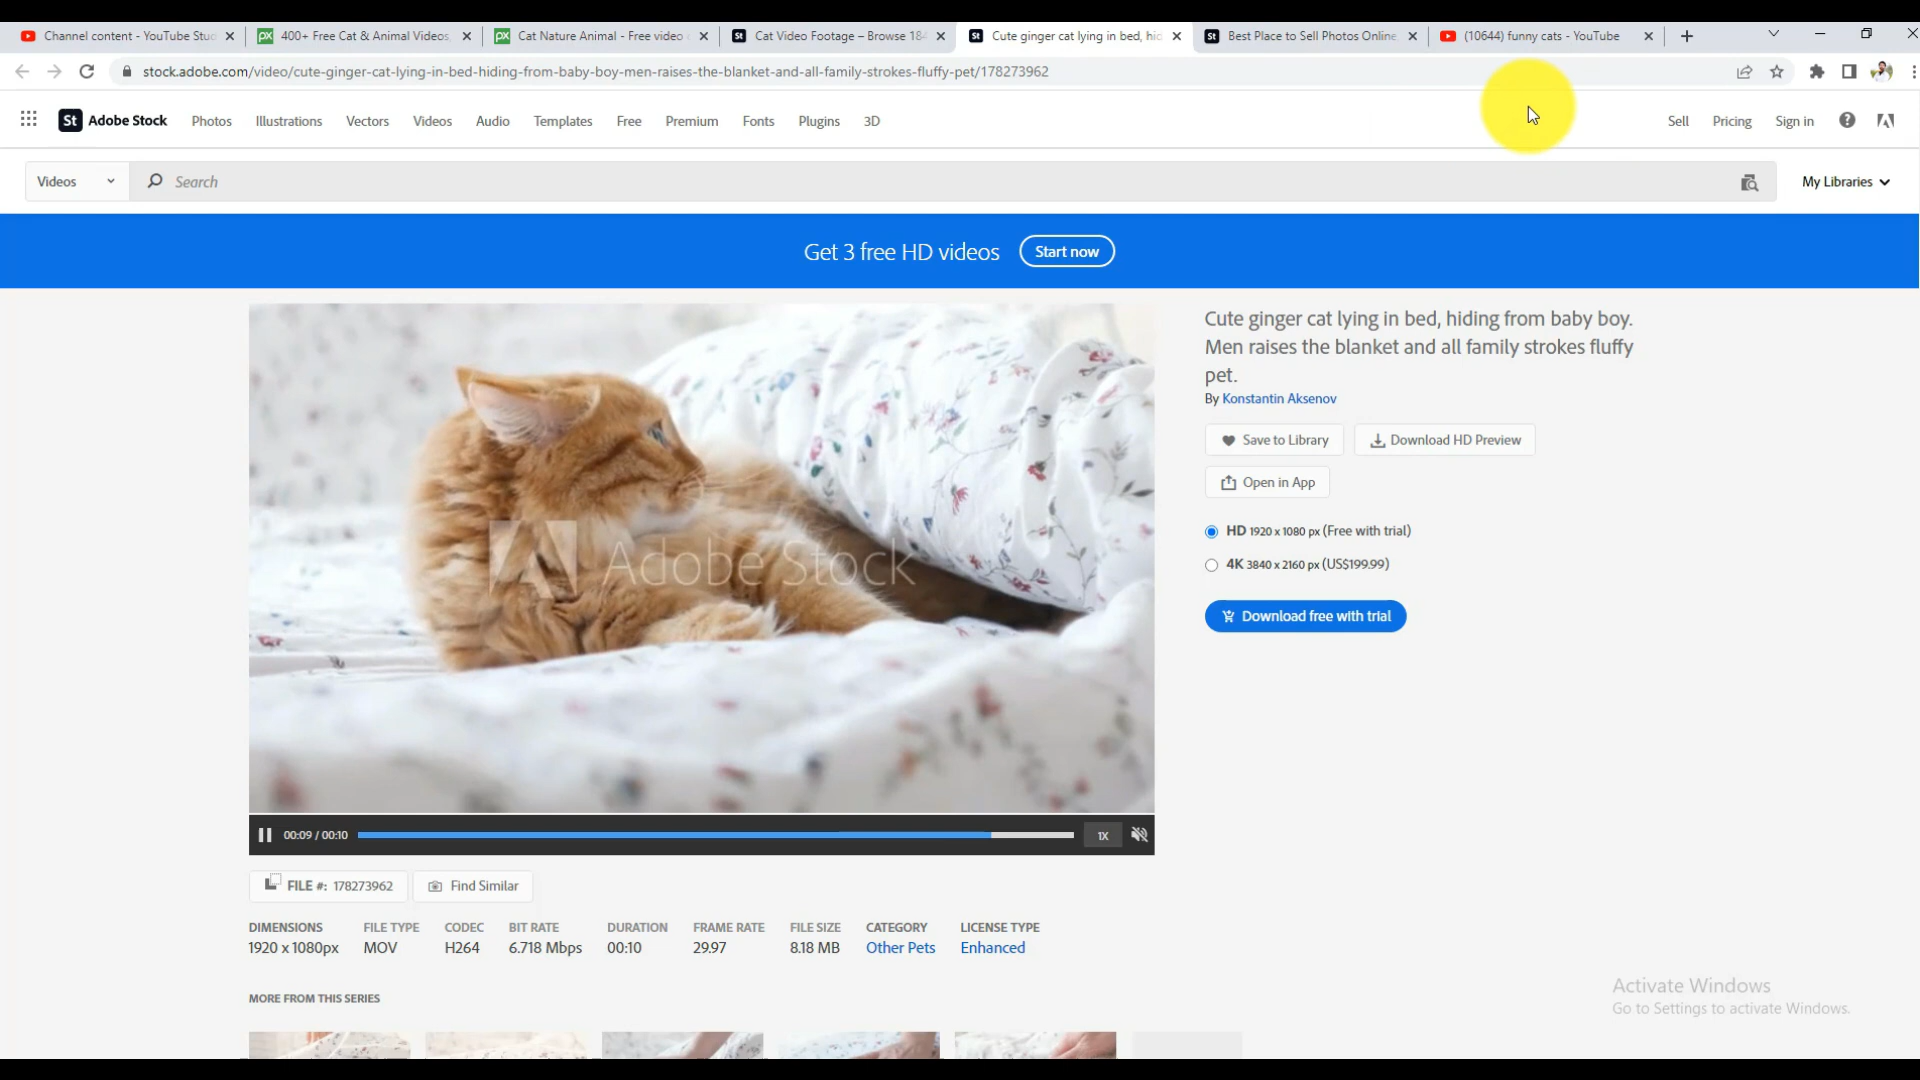 Channel content - YouTube Stu
400+ Free Cat & Animal Videos,
Cat Nature Animal - Free video
Cat Video Footage – Browse 184
Cute ginger cat lying in bed, hid
Best Place to Sell Photos Online
(10644) funny cats - YouTube
stock.adobe.com/video/cute-ginger-cat-lying-in-bed-hiding-from-baby-boy-men-raises-the-blanket-and-all-family-strokes-fluffy-pet/178273962
St Adobe Stock Photos Illustrations Vectors Videos Audio Templates Free Premium Fonts Plugins 3D Sell Pricing Sign in
Videos Search My Libraries
Get 3 free HD videos Start now
Cute ginger cat lying in bed, hiding from baby boy.
Men raises the blanket and all family strokes fluffy
pet.
By Konstantin Aksenov
Save to Library Download HD Preview
Open in App
HD 1920 x 1080 px (Free with trial)
4K 3840 x 2160 px (US$199.99)
Download free with trial
Adobe Stock
00:09 / 00:10 1X
FILE #: 178273962 Find Similar
DIMENSIONS FILE TYPE CODEC BIT RATE DURATION FRAME RATE FILE SIZE CATEGORY LICENSE TYPE
1920 x 1080px MOV H264 6.718 Mbps 00:10 29.97 8.18 MB Other Pets Enhanced
MORE FROM THIS SERIES
Activate Windows
Go to Settings to activate Windows.